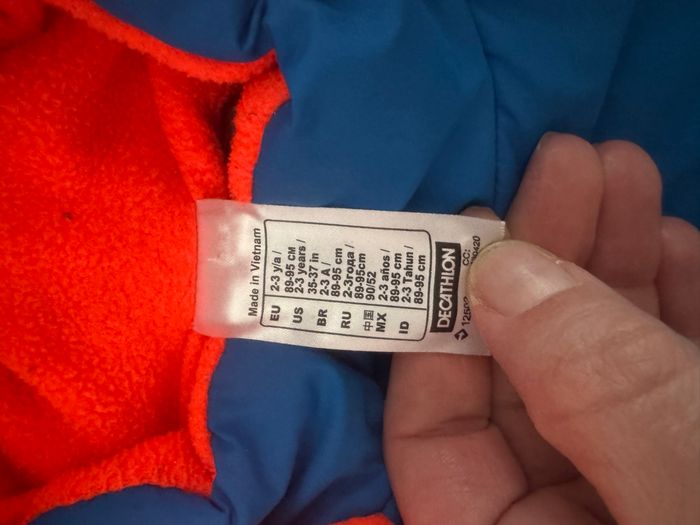 Made in Vietnam
EU 2-3 y/a /
89-95 см
US 2-3 years /
35-37 in
BR 2-3 A /
89-95 cm
RU 2-3года /
89-95cm
中国 90/52
MX 2-3 años /
89-95 cm
ID 2-3 Tahun /
89-95 cm
DECATHLON
CC: